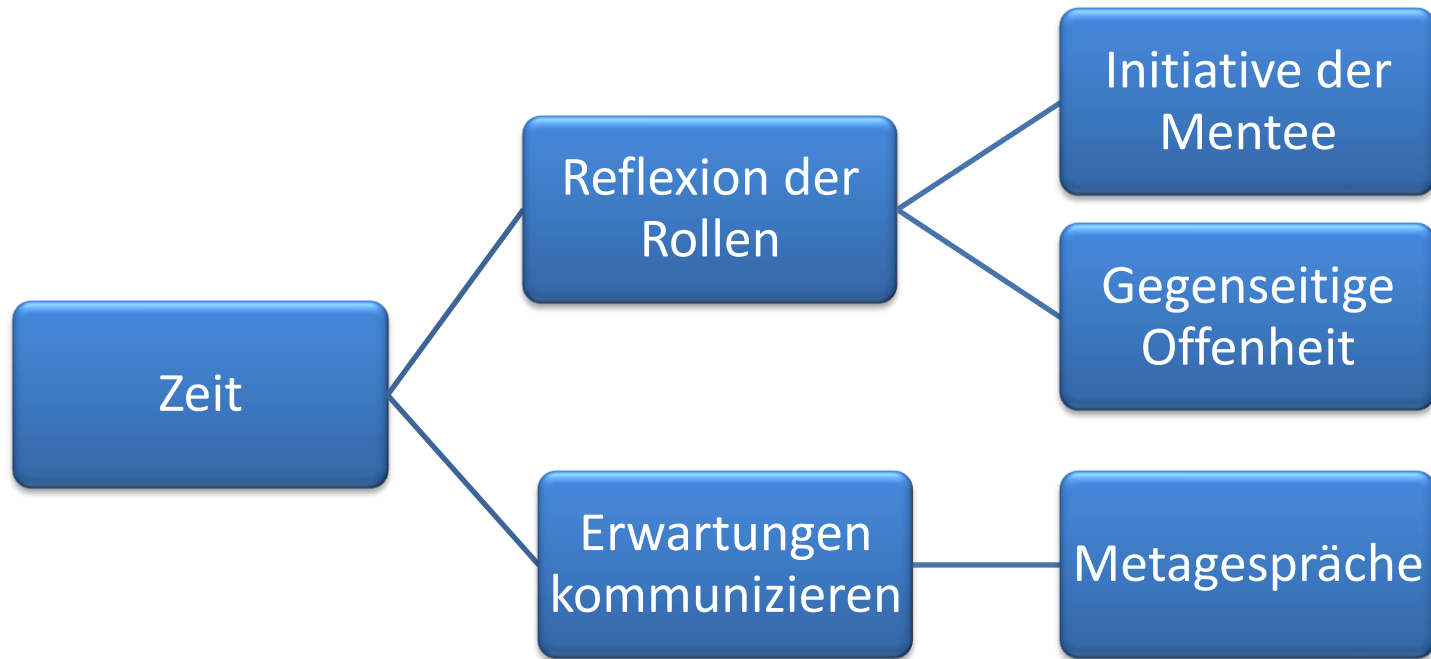 Zeit
Reflexion der
Rollen
Initiative der
Mentee
Gegenseitige
Offenheit
Erwartungen
kommunizieren
Metagespräche